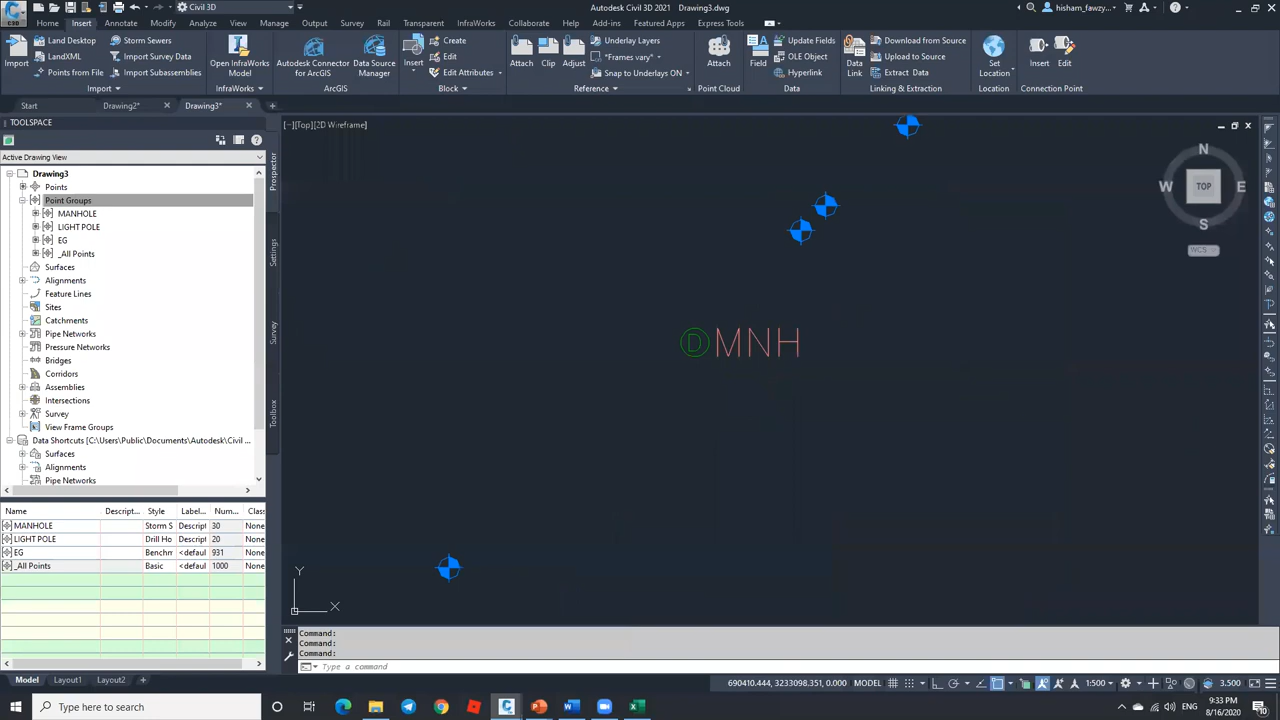 C3D
Civil 3D
Autodesk Civil 3D 2021   Drawing3.dwg
hisham_fawzy...
Home Insert Annotate Modify Analyze View Manage Output Survey Rail Transparent InfraWorks Collaborate Help Add-ins Featured Apps Express Tools
Import
Land Desktop
LandXML
Points from File
Storm Sewers
Import Survey Data
Import Subassemblies
Import
Open InfraWorks
Model
InfraWorks
Autodesk Connector
for ArcGIS
Data Source
Manager
ArcGIS
Insert
Create
Edit
Edit Attributes
Block
Attach
Clip
Adjust
Underlay Layers
*Frames vary*
Snap to Underlays ON
Reference
Attach
Point Cloud
Field
Update Fields
OLE Object
Hyperlink
Data
Data
Link
Download from Source
Upload to Source
Extract Data
Linking & Extraction
Set
Location
Location
Insert
Edit
Connection Point
Start Drawing2* Drawing3*
TOOLSPACE
Active Drawing View
Drawing3
Points
Point Groups
MANHOLE
LIGHT POLE
EG
_All Points
Surfaces
Alignments
Feature Lines
Sites
Catchments
Pipe Networks
Pressure Networks
Bridges
Corridors
Assemblies
Intersections
Survey
View Frame Groups
Data Shortcuts [C:\Users\Public\Documents\Autodesk\Civil ...
Surfaces
Alignments
Pipe Networks
Prospector
Settings
Survey
Toolbox
Name Descript... Style Label... Num... Class
MANHOLE Storm S Descript 30 None
LIGHT POLE Drill Ho Descript 20 None
EG Benchm <defaul 931 None
_All Points Basic <defaul 1000 None
[−][Top][2D Wireframe]
N
W TOP E
S
WCS
D MNH
Y
X
Command:
Command:
Command:
Type a command
Model Layout1 Layout2
690410.444, 3233098.351, 0.000 MODEL 1:500 3.500
Type here to search
9:33 PM
8/16/2020
10